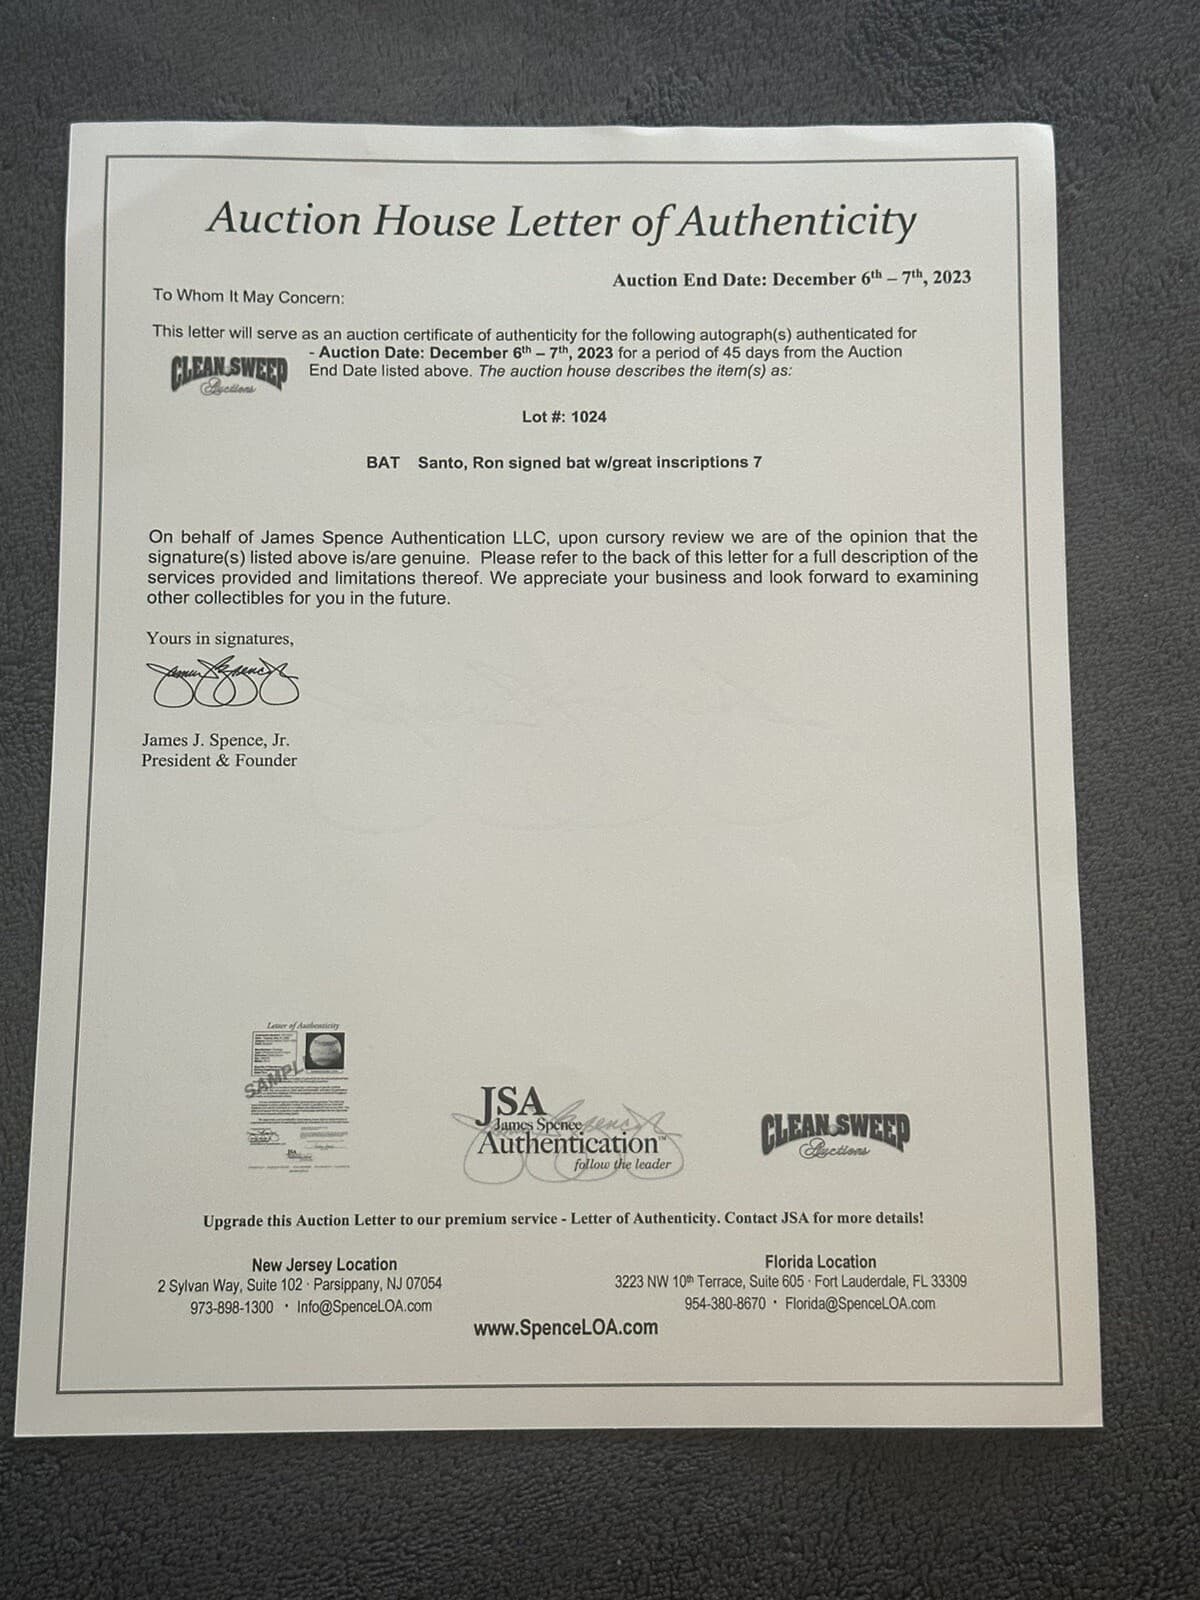 Auction House Letter of Authenticity
Auction End Date: December 6th – 7th, 2023
To Whom It May Concern:
This letter will serve as an auction certificate of authenticity for the following autograph(s) authenticated for
CLEAN SWEEP
Auctions
- Auction Date: December 6th – 7th, 2023 for a period of 45 days from the Auction
End Date listed above. The auction house describes the item(s) as:
Lot #: 1024
BAT Santo, Ron signed bat w/great inscriptions 7
On behalf of James Spence Authentication LLC, upon cursory review we are of the opinion that the
signature(s) listed above is/are genuine. Please refer to the back of this letter for a full description of the
services provided and limitations thereof. We appreciate your business and look forward to examining
other collectibles for you in the future.
Yours in signatures,
James J. Spence, Jr.
President & Founder
Letter of Authenticity
SAMPLE
JSA
James Spence
Authentication™
follow the leader
CLEAN SWEEP
Auctions
Upgrade this Auction Letter to our premium service - Letter of Authenticity. Contact JSA for more details!
New Jersey Location
2 Sylvan Way, Suite 102 · Parsippany, NJ 07054
973-898-1300 · Info@SpenceLOA.com
Florida Location
3223 NW 10th Terrace, Suite 605 · Fort Lauderdale, FL 33309
954-380-8670 · Florida@SpenceLOA.com
www.SpenceLOA.com